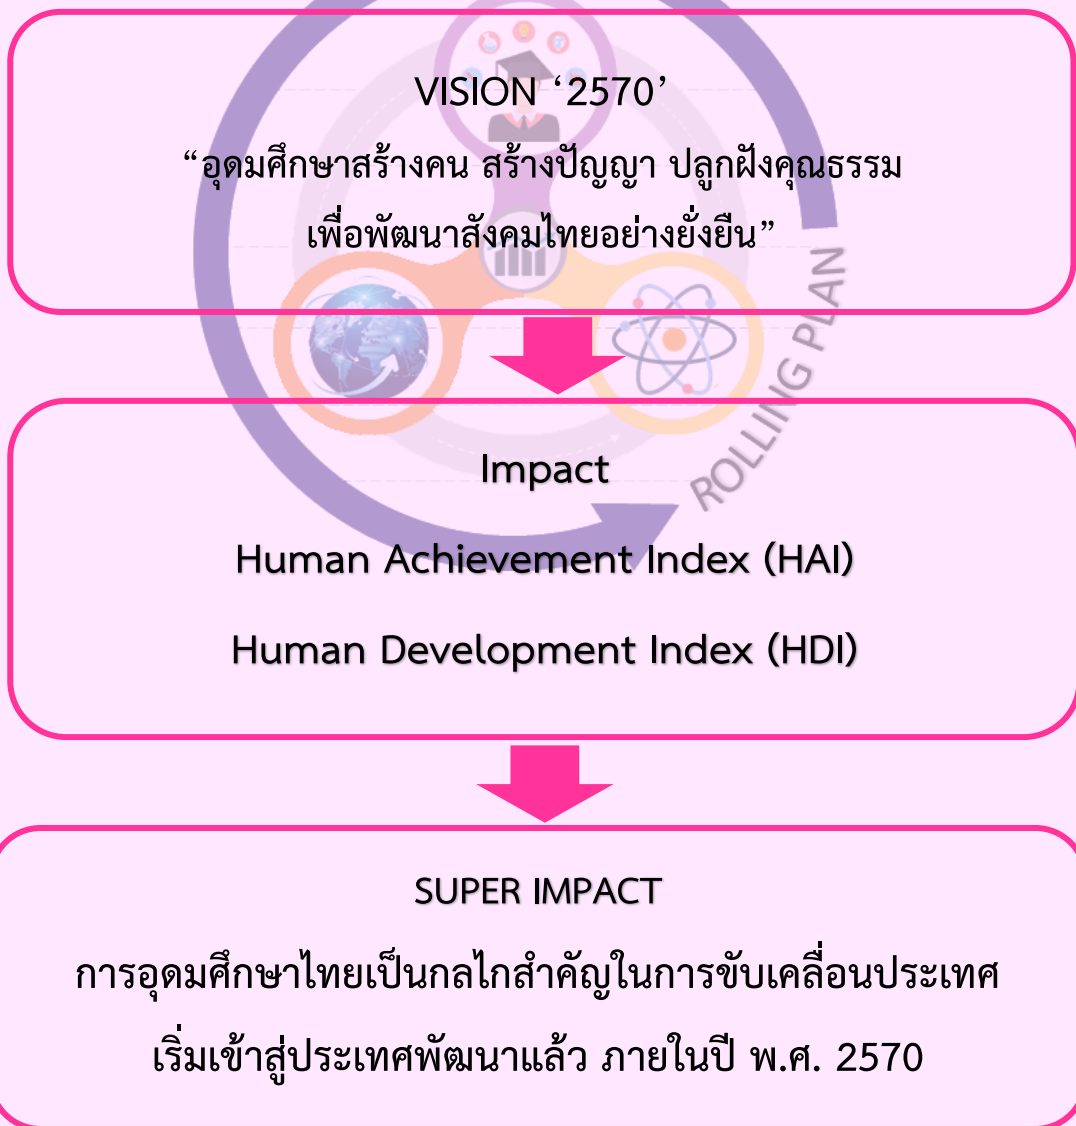 VISION ‘2570’
“อุดมศึกษาสร้างคน สร้างปัญญา ปลูกฝังคุณธรรม
เพื่อพัฒนาสังคมไทยอย่างยั่งยืน”
ROLLING PLAN
Impact
Human Achievement Index (HAI)
Human Development Index (HDI)
SUPER IMPACT
การอุดมศึกษาไทยเป็นกลไกสำคัญในการขับเคลื่อนประเทศ
เริ่มเข้าสู่ประเทศพัฒนาแล้ว ภายในปี พ.ศ. 2570